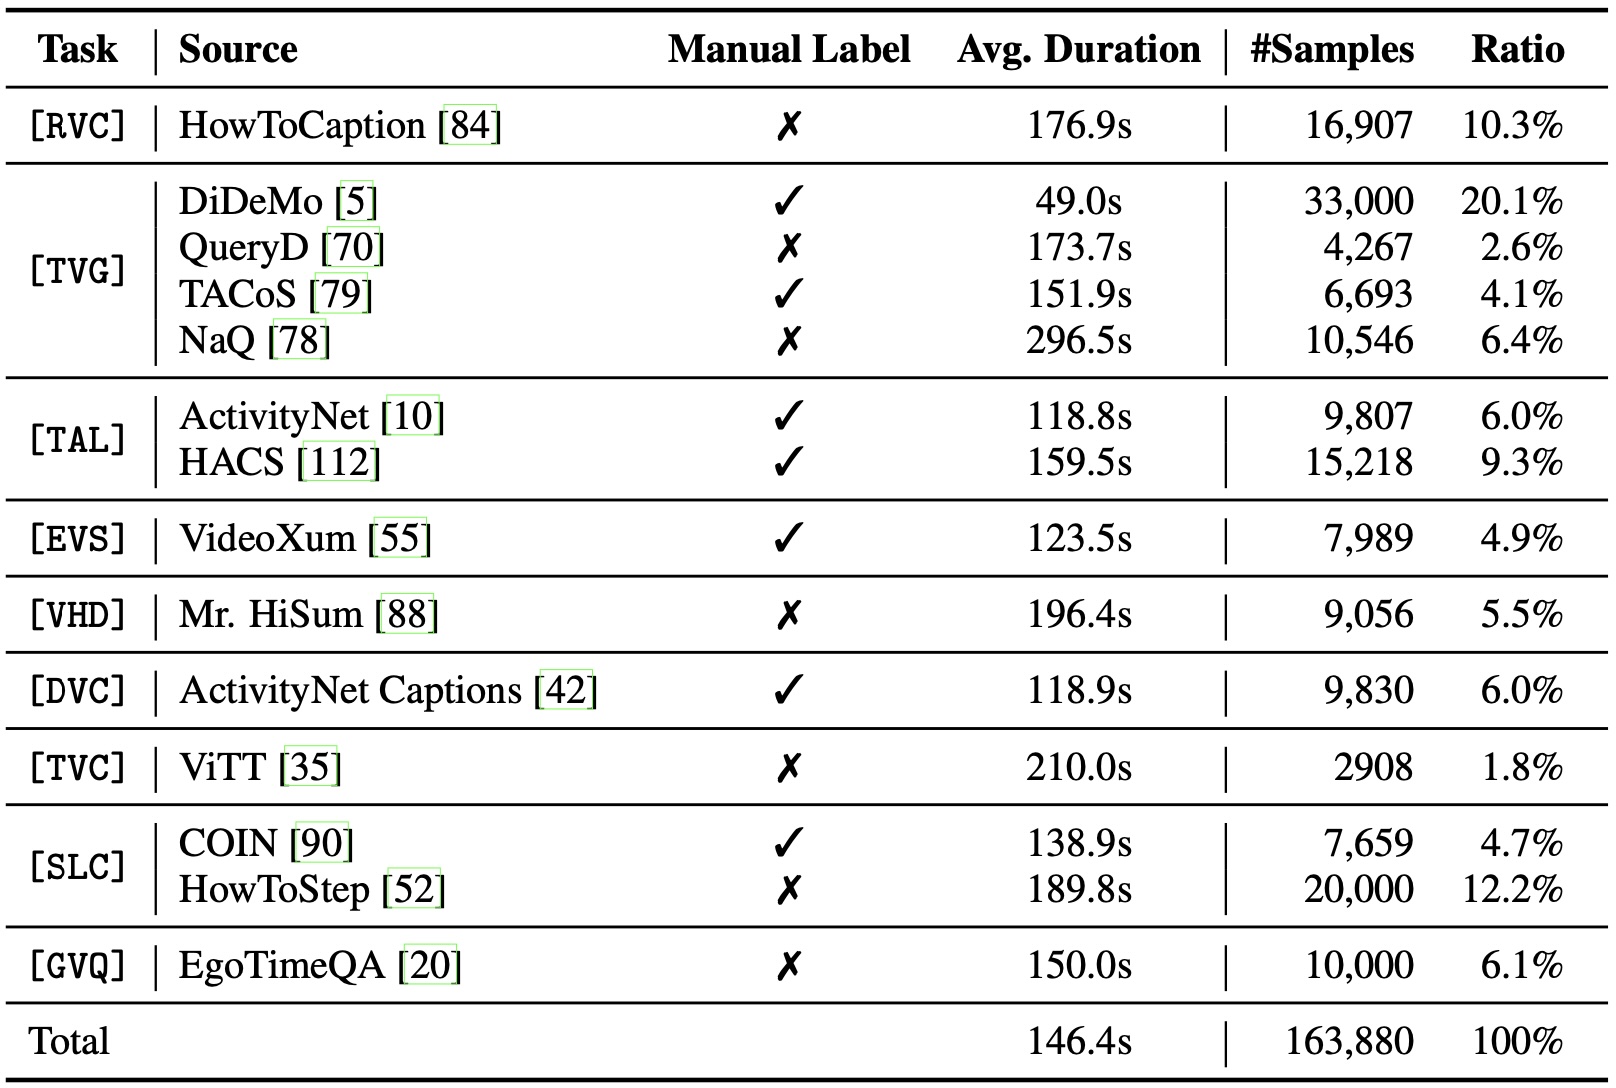 Task Source Manual Label Avg. Duration #Samples Ratio
[RVC] HowToCaption [84] ✗ 176.9s 16,907 10.3%
[TVG] DiDeMo [5] ✓ 49.0s 33,000 20.1%
QueryD [70] ✗ 173.7s 4,267 2.6%
TACoS [79] ✓ 151.9s 6,693 4.1%
NaQ [78] ✗ 296.5s 10,546 6.4%
[TAL] ActivityNet [10] ✓ 118.8s 9,807 6.0%
HACS [112] ✓ 159.5s 15,218 9.3%
[EVS] VideoXum [55] ✓ 123.5s 7,989 4.9%
[VHD] Mr. HiSum [88] ✗ 196.4s 9,056 5.5%
[DVC] ActivityNet Captions [42] ✓ 118.9s 9,830 6.0%
[TVC] ViTT [35] ✗ 210.0s 2908 1.8%
[SLC] COIN [90] ✓ 138.9s 7,659 4.7%
HowToStep [52] ✗ 189.8s 20,000 12.2%
[GVQ] EgoTimeQA [20] ✗ 150.0s 10,000 6.1%
Total 146.4s 163,880 100%